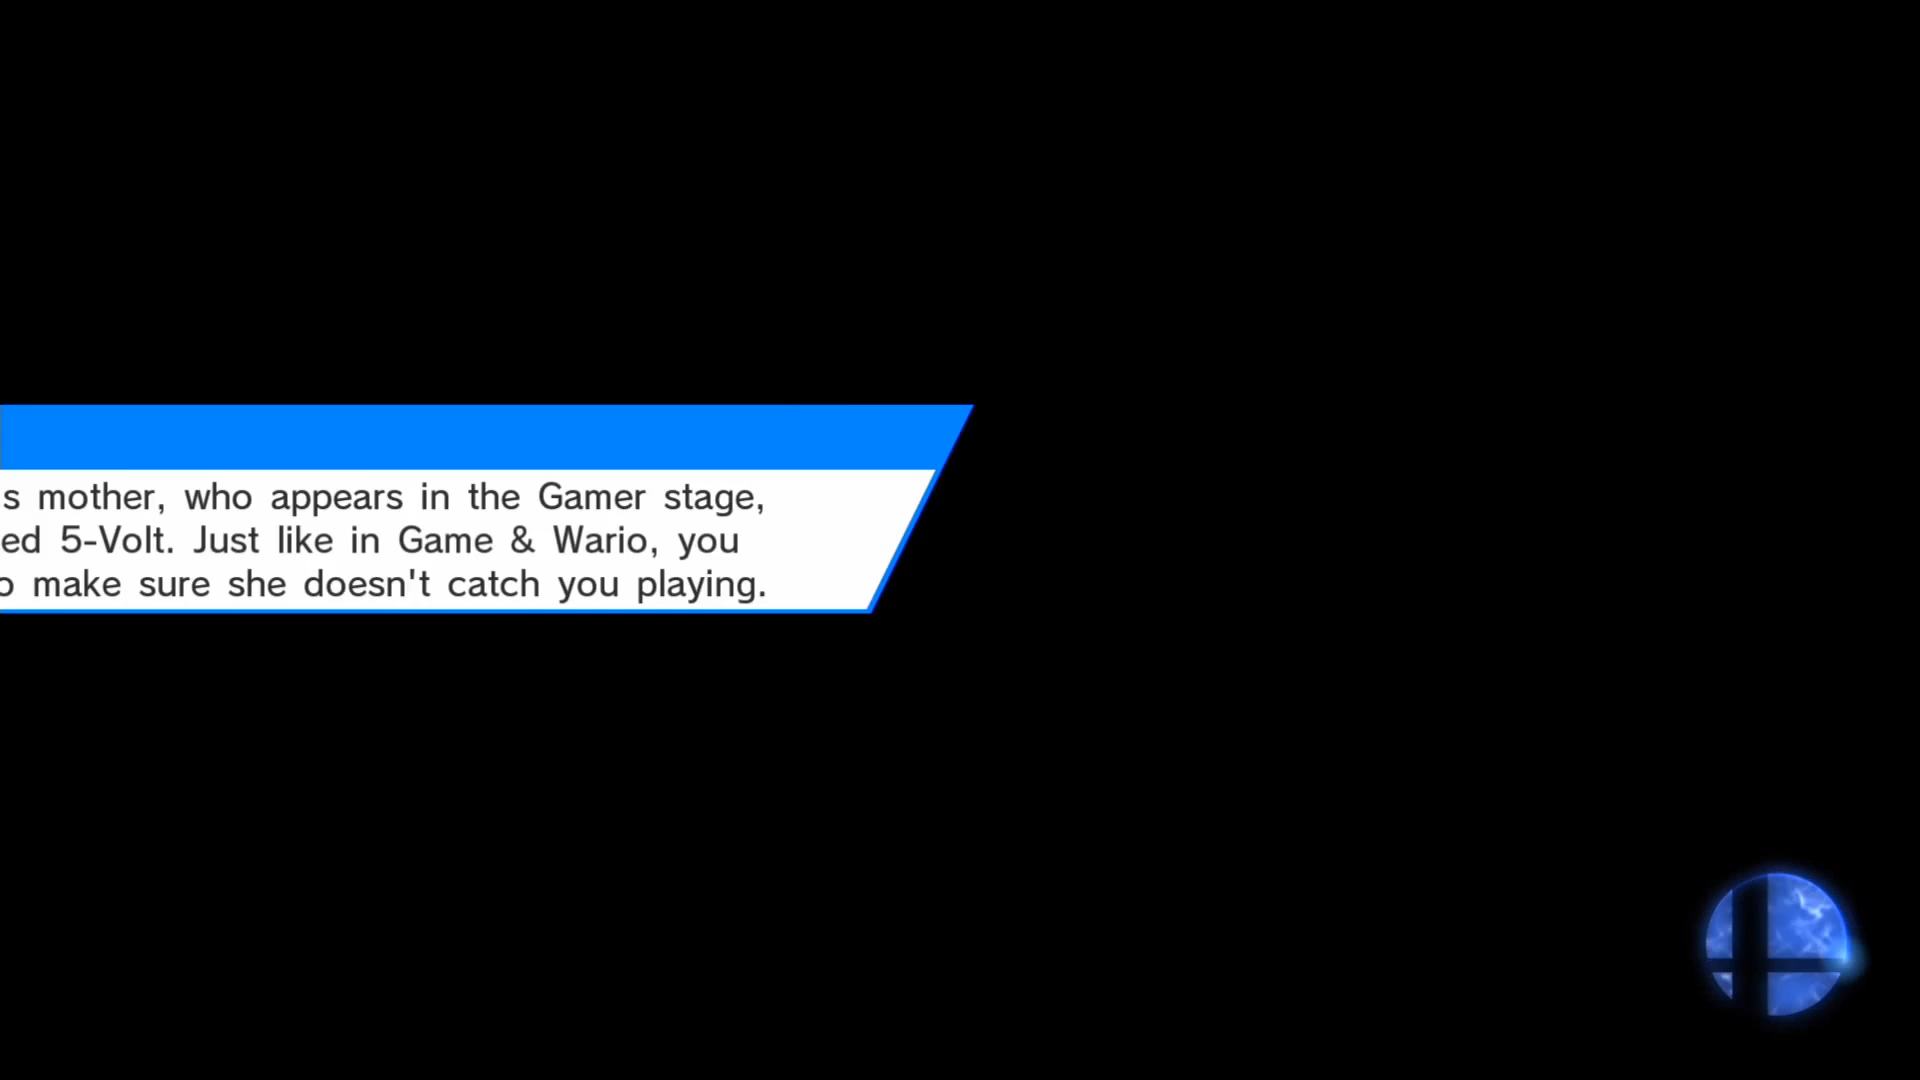 s mother, who appears in the Gamer stage,
ed 5-Volt. Just like in Game & Wario, you
o make sure she doesn't catch you playing.